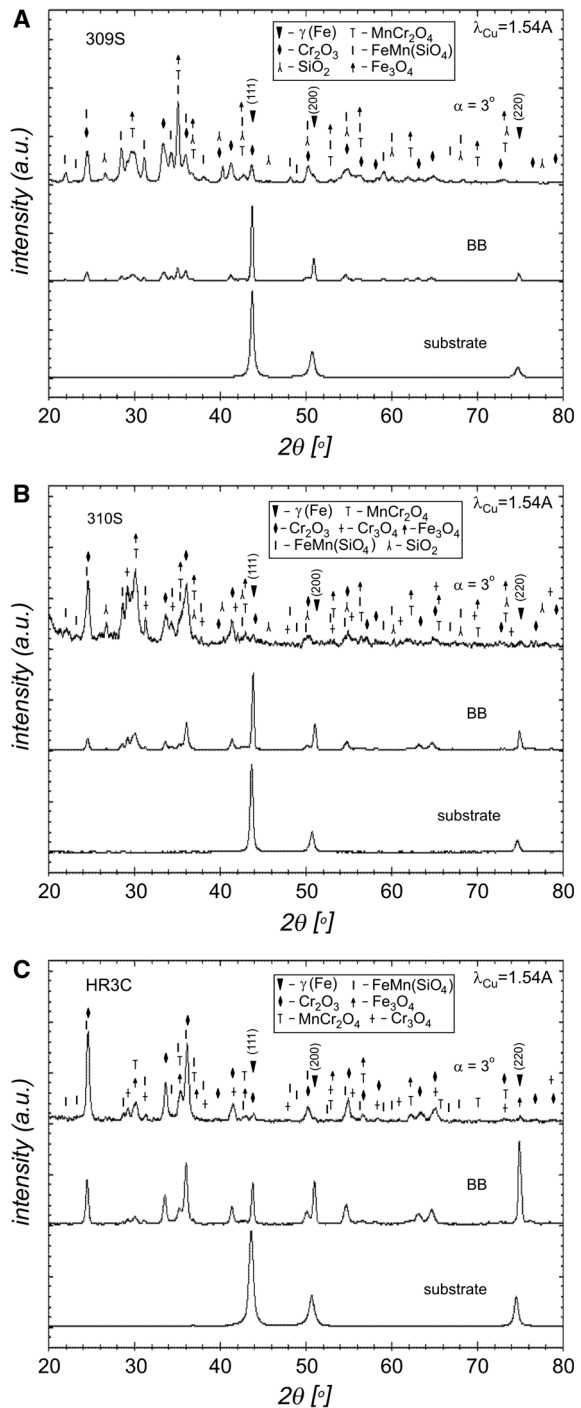 A
309S
λCu=1.54A
- γ(Fe) - MnCr2O4
- Cr2O3 - FeMn(SiO4)
- SiO2 - Fe3O4
(111)
(200)
(220)
α = 3°
BB
substrate
intensity (a.u.)
20 30 40 50 60 70 80
2θ [°]
B
310S
λCu=1.54A
- γ(Fe) - MnCr2O4
-Cr2O3 -Cr3O4 -Fe3O4
-FeMn(SiO4) -SiO2
(111)
(200)
(220)
α = 3°
BB
substrate
intensity (a.u.)
20 30 40 50 60 70 80
2θ [°]
C
HR3C
λCu=1.54A
- γ(Fe) - FeMn(SiO4)
- Cr2O3 - Fe3O4
- MnCr2O4 - Cr3O4
(111)
(200)
(220)
α = 3°
BB
substrate
intensity (a.u.)
20 30 40 50 60 70 80
2θ [°]